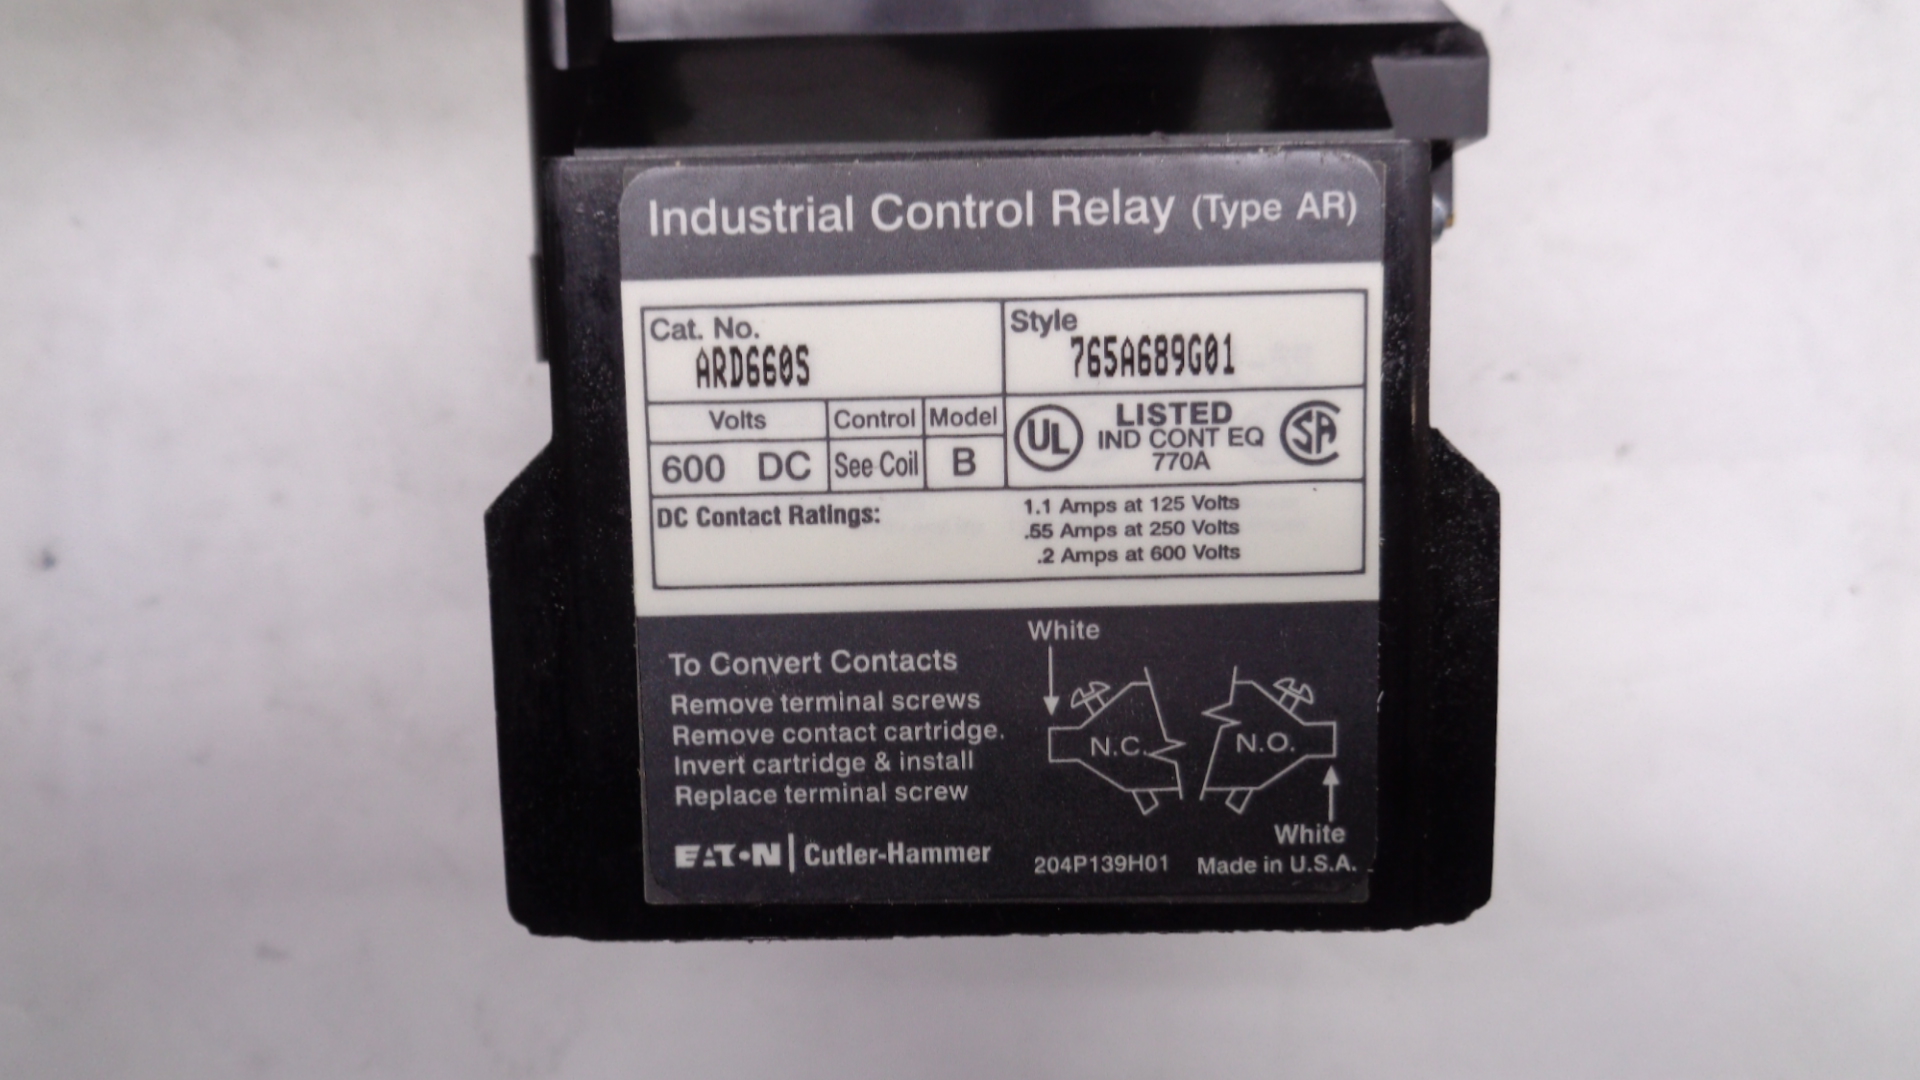 Industrial Control Relay (Type AR)
Cat. No.
ARD660S
Style
765A689G01
Volts
Control
Model
600 DC
See Coil
B
UL
LISTED
IND CONT EQ
770A
SA
DC Contact Ratings:
1.1 Amps at 125 Volts
.55 Amps at 250 Volts
.2 Amps at 600 Volts
To Convert Contacts
Remove terminal screws
Remove contact cartridge.
Invert cartridge & install
Replace terminal screw
White
N.C.
N.O.
White
EATON Cutler-Hammer
204P139H01
Made in U.S.A.